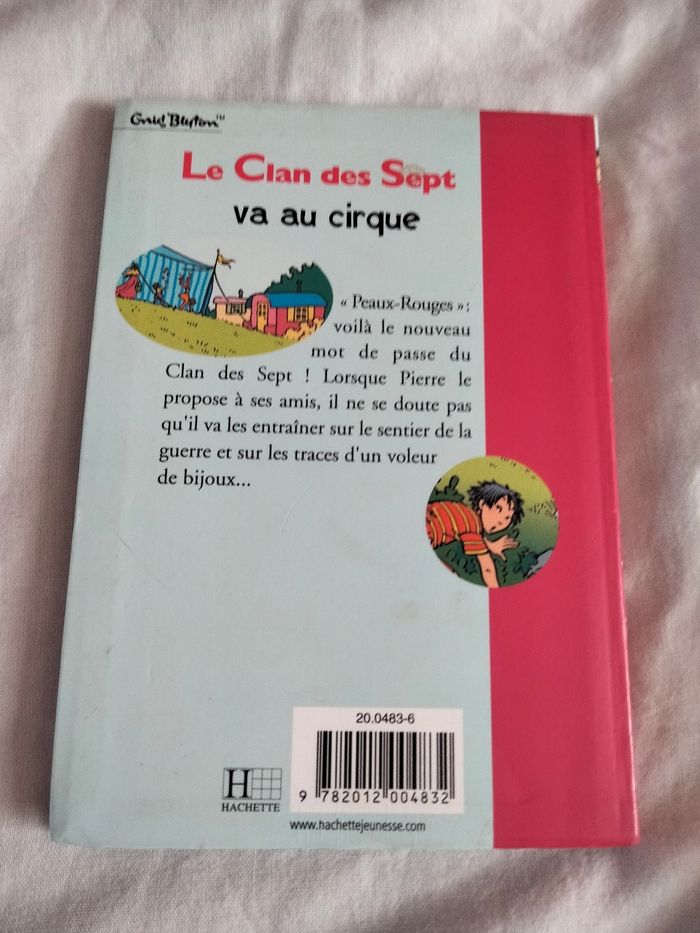 Enid Blyton™
Le Clan des Sept
va au cirque
« Peaux-Rouges » :
voilà le nouveau
mot de passe du
Clan des Sept ! Lorsque Pierre le
propose à ses amis, il ne se doute pas
qu'il va les entraîner sur le sentier de la
guerre et sur les traces d'un voleur
de bijoux...
20.0483-6
9 782012 004832
H
HACHETTE
www.hachettejeunesse.com